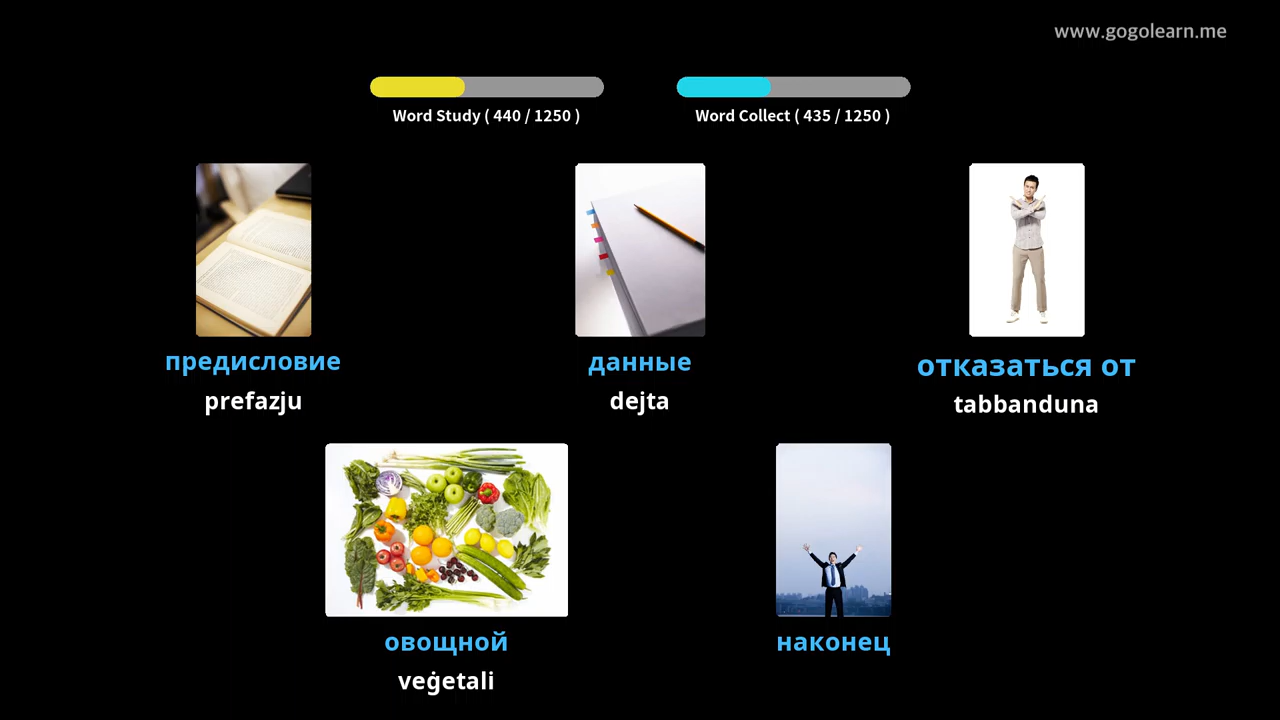 www.gogolearn.me
Word Study ( 440 / 1250 )
Word Collect ( 435 / 1250 )
предисловие
prefazju
данные
dejta
отказаться от
tabbanduna
овощной
veġetali
наконец